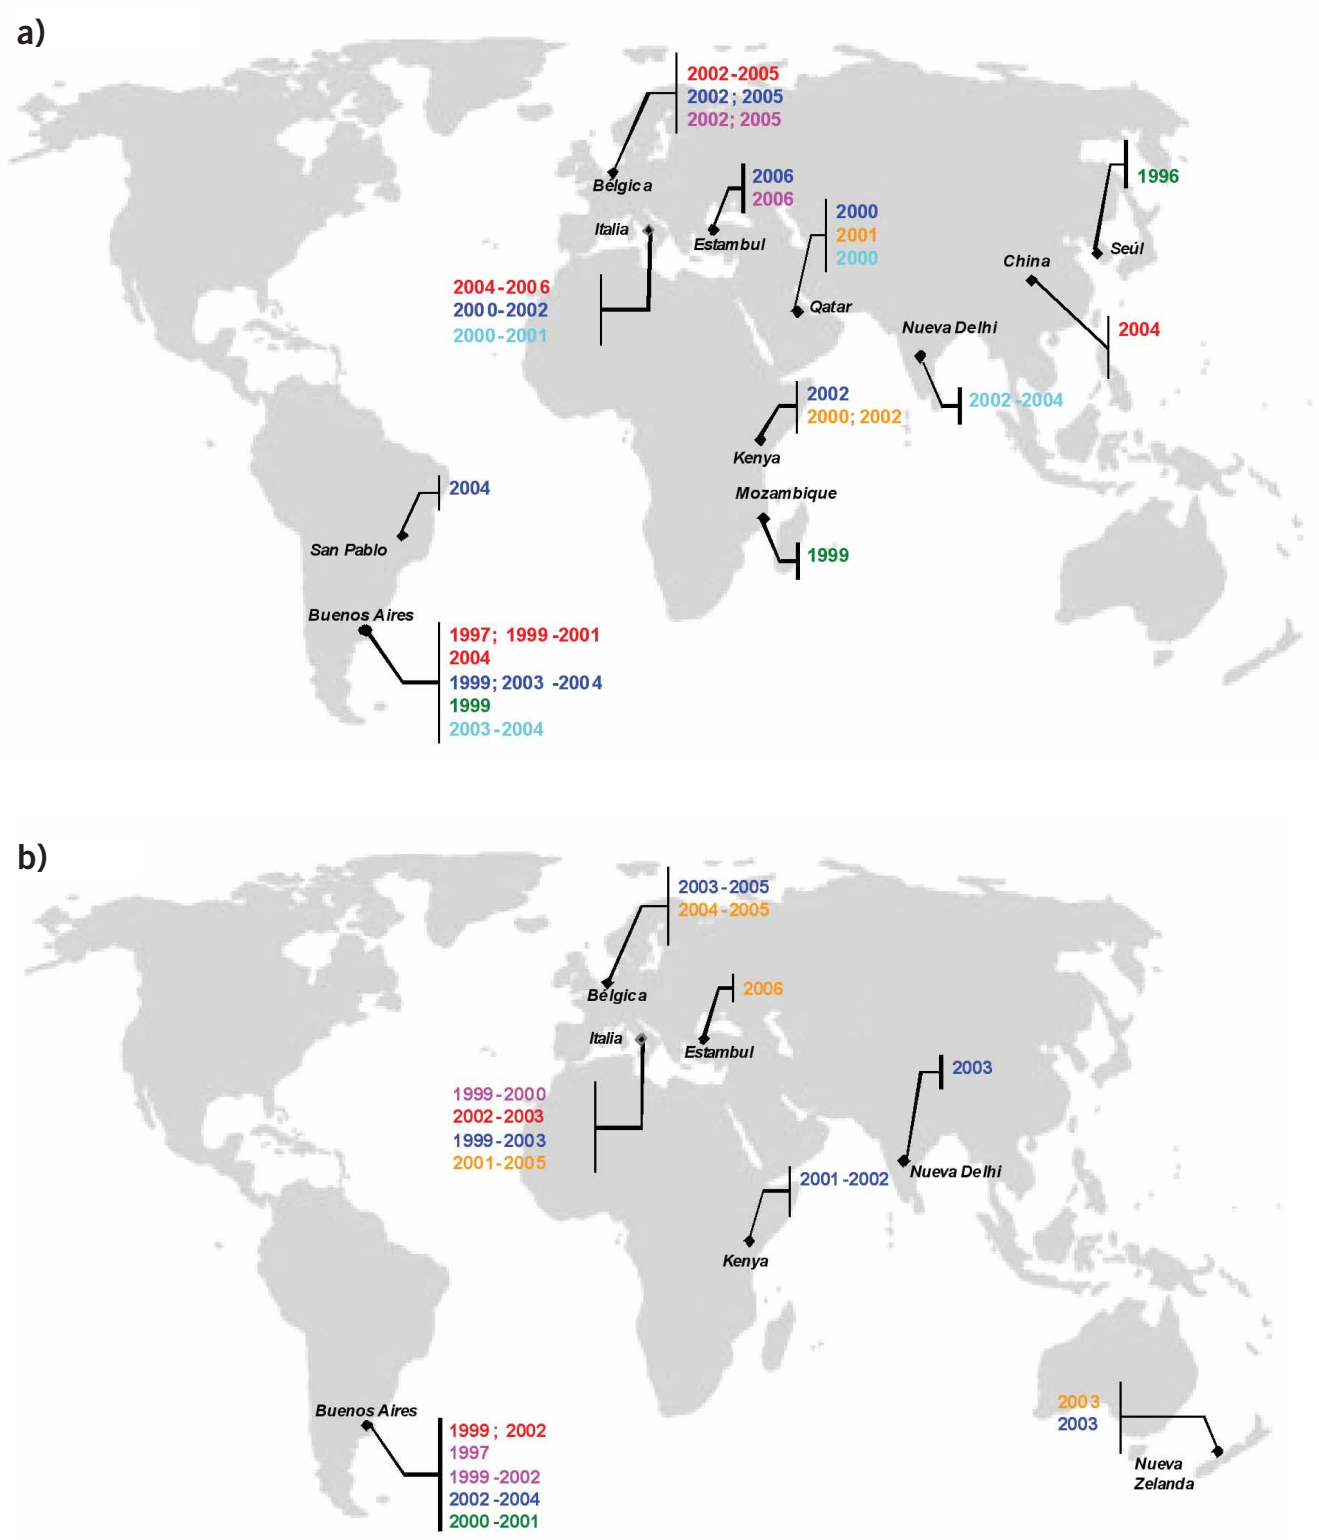 a)
2002-2005
2002; 2005
2002; 2005
Bélgica
2006
2006
Estambul
Italia
2004-2006
2000-2002
2000-2001
2000
2001
2000
Qatar
1996
Seúl
China
2004
Nueva Delhi
2002-2004
2002
2000; 2002
Kenya
Mozambique
1999
2004
San Pablo
Buenos Aires
1997; 1999-2001
2004
1999; 2003-2004
1999
2003-2004
b)
2003-2005
2004-2005
Bélgica
2006
Estambul
Italia
1999-2000
2002-2003
1999-2003
2001-2005
2003
Nueva Delhi
2001-2002
Kenya
2003
2003
Nueva
Zelanda
Buenos Aires
1999; 2002
1997
1999-2002
2002-2004
2000-2001